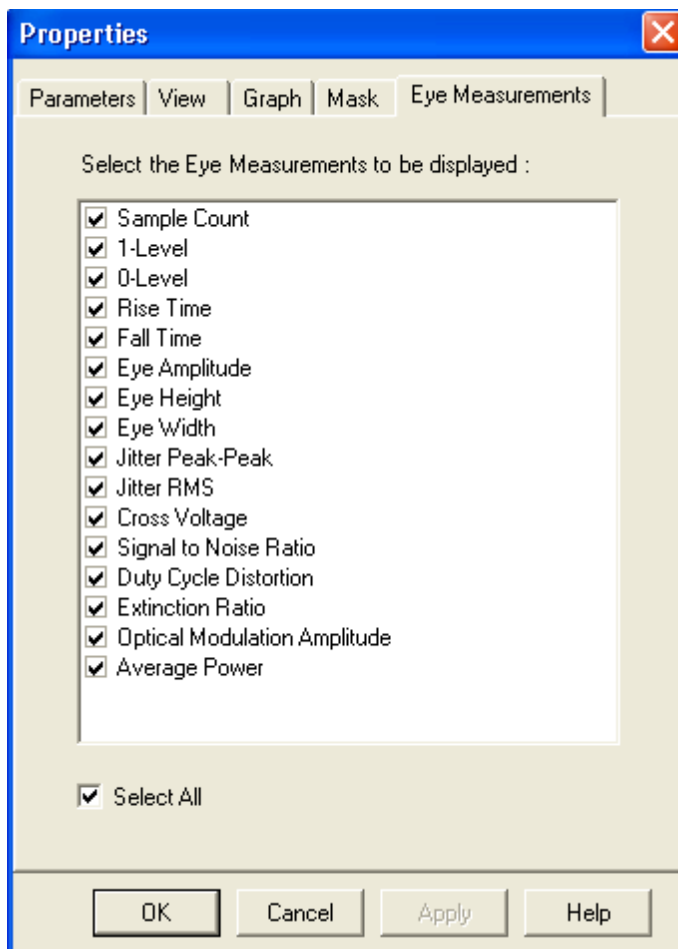 Properties
Parameters View Graph Mask Eye Measurements
Select the Eye Measurements to be displayed :
Sample Count
1-Level
0-Level
Rise Time
Fall Time
Eye Amplitude
Eye Height
Eye Width
Jitter Peak-Peak
Jitter RMS
Cross Voltage
Signal to Noise Ratio
Duty Cycle Distortion
Extinction Ratio
Optical Modulation Amplitude
Average Power
Select All
OK Cancel Apply Help